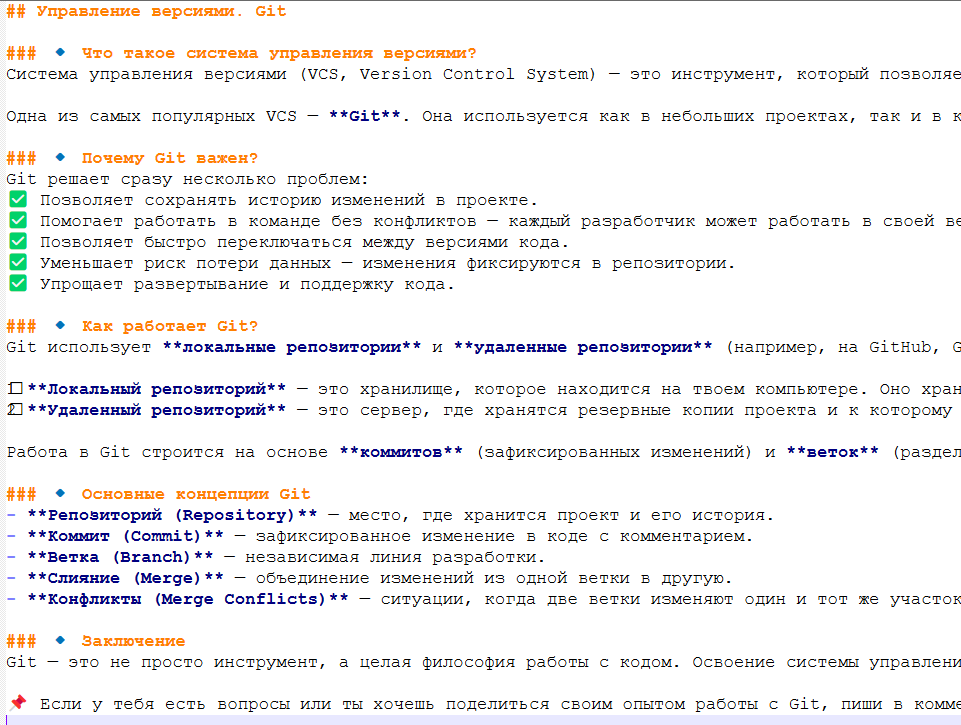 ## Управление версиями. Git
### 🔹 Что такое система управления версиями?
Система управления версиями (VCS, Version Control System) — это инструмент, который позволяе
Одна из самых популярных VCS — **Git**. Она используется как в небольших проектах, так и в к
### 🔹 Почему Git важен?
Git решает сразу несколько проблем:
✅ Позволяет сохранять историю изменений в проекте.
✅ Помогает работать в команде без конфликтов — каждый разработчик может работать в своей ве
✅ Позволяет быстро переключаться между версиями кода.
✅ Уменьшает риск потери данных — изменения фиксируются в репозитории.
✅ Упрощает развертывание и поддержку кода.
### 🔹 Как работает Git?
Git использует **локальные репозитории** и **удаленные репозитории** (например, на GitHub, G
1⃣ **Локальный репозиторий** — это хранилище, которое находится на твоем компьютере. Оно хран
2⃣ **Удаленный репозиторий** — это сервер, где хранятся резервные копии проекта и к которому
Работа в Git строится на основе **коммитов** (зафиксированных изменений) и **веток** (раздел
### 🔹 Основные концепции Git
- **Репозиторий (Repository)** — место, где хранится проект и его история.
- **Коммит (Commit)** — зафиксированное изменение в коде с комментарием.
- **Ветка (Branch)** — независимая линия разработки.
- **Слияние (Merge)** — объединение изменений из одной ветки в другую.
- **Конфликты (Merge Conflicts)** — ситуации, когда две ветки изменяют один и тот же участок
### 🔹 Заключение
Git — это не просто инструмент, а целая философия работы с кодом. Освоение системы управлени
📌 Если у тебя есть вопросы или ты хочешь поделиться своим опытом работы с Git, пиши в комме